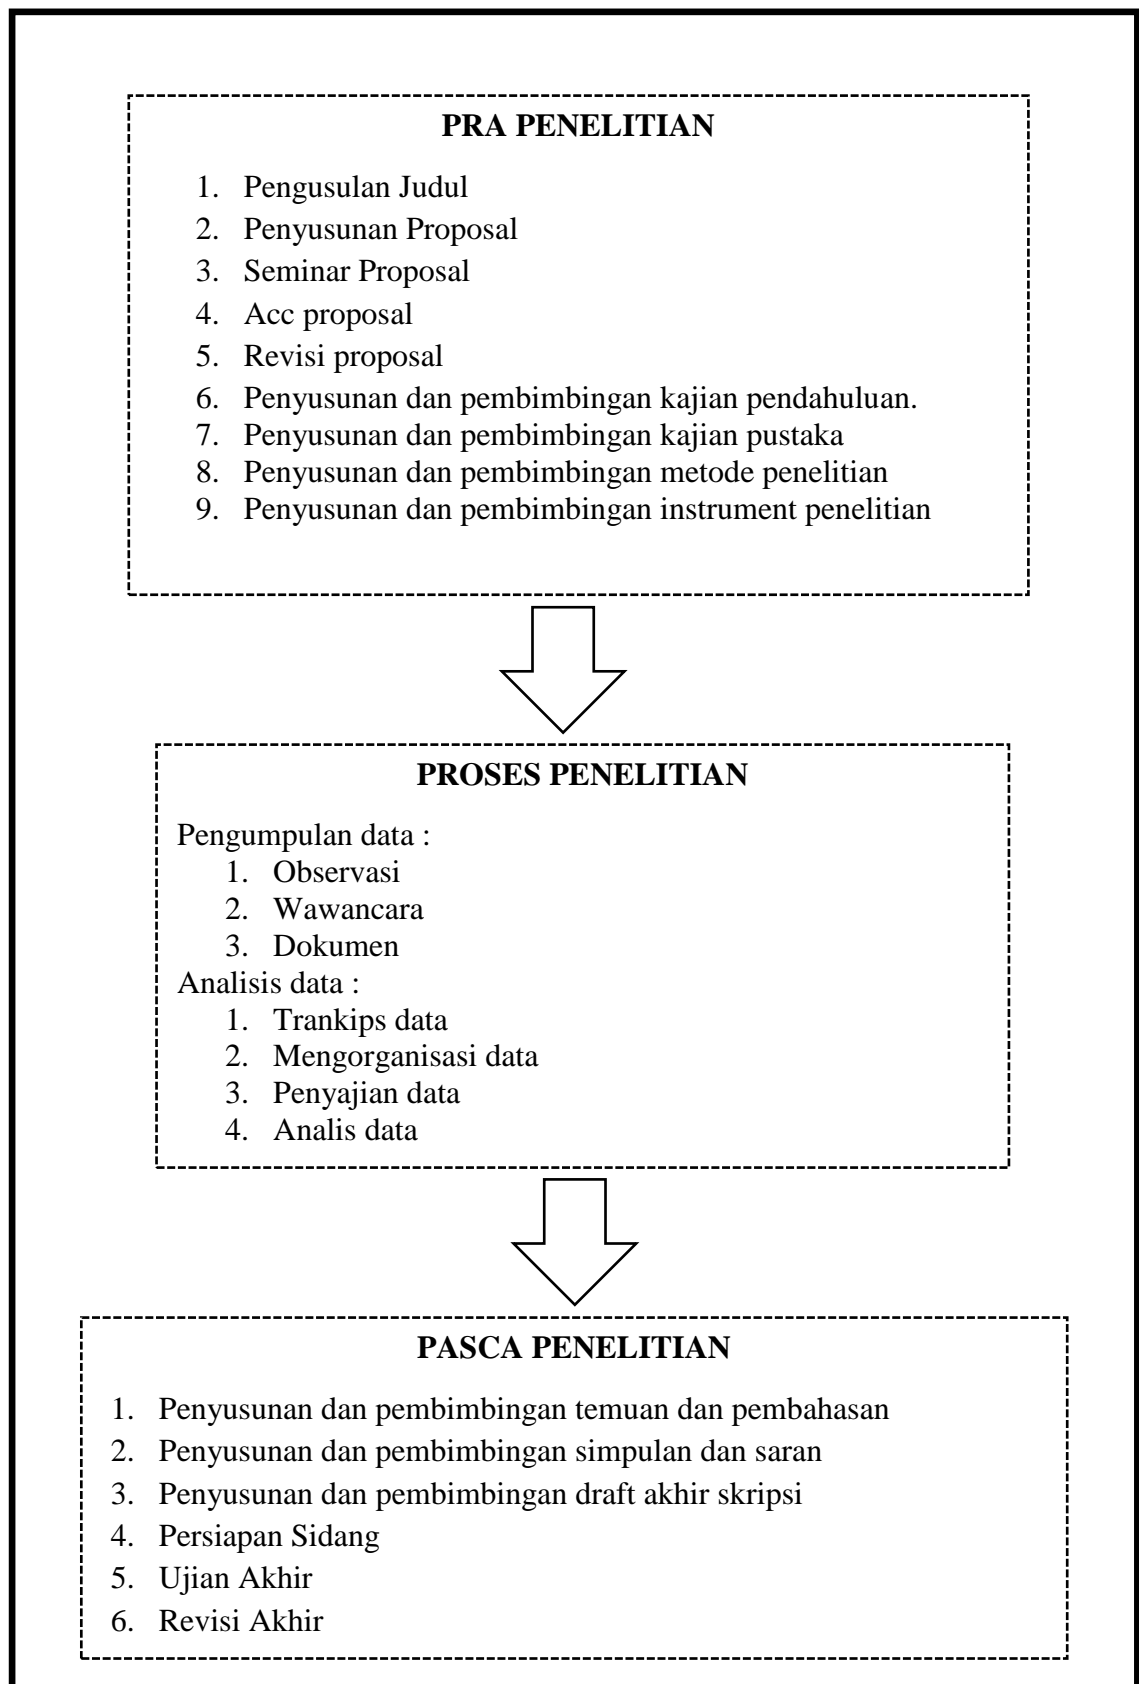 PRA PENELITIAN
1. Pengusulan Judul
2. Penyusunan Proposal
3. Seminar Proposal
4. Acc proposal
5. Revisi proposal
6. Penyusunan dan pembimbingan kajian pendahuluan.
7. Penyusunan dan pembimbingan kajian pustaka
8. Penyusunan dan pembimbingan metode penelitian
9. Penyusunan dan pembimbingan instrument penelitian
PROSES PENELITIAN
Pengumpulan data :
1. Observasi
2. Wawancara
3. Dokumen
Analisis data :
1. Trankips data
2. Mengorganisasi data
3. Penyajian data
4. Analis data
PASCA PENELITIAN
1. Penyusunan dan pembimbingan temuan dan pembahasan
2. Penyusunan dan pembimbingan simpulan dan saran
3. Penyusunan dan pembimbingan draft akhir skripsi
4. Persiapan Sidang
5. Ujian Akhir
6. Revisi Akhir